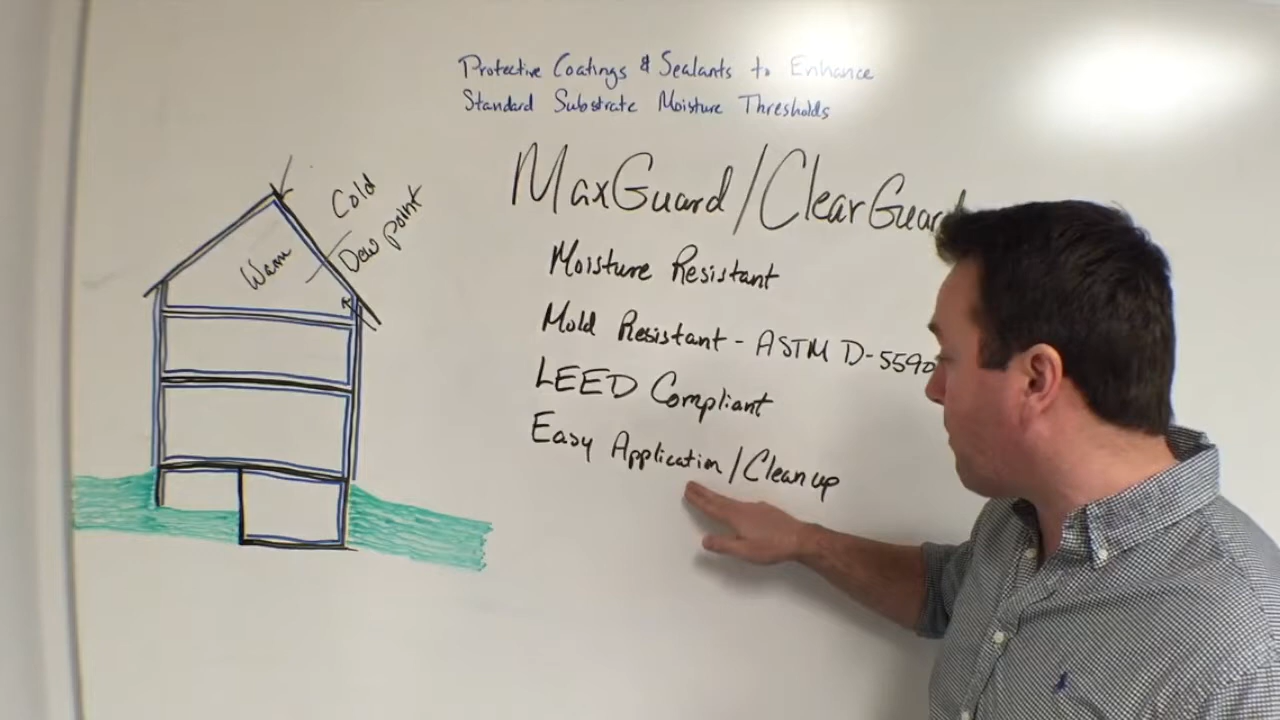 Protective Coatings & Sealants to Enhance
Standard Substrate Moisture Thresholds
MaxGuard/ClearGuard
Moisture Resistant
Mold Resistant - ASTM D-5590
LEED Compliant
Easy Application/Cleanup
Cold
Dew point
Warm